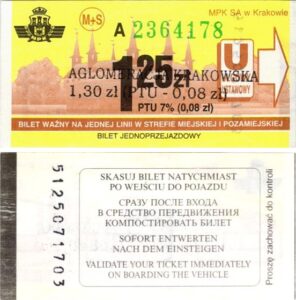 M+S
MPK SA w Krakowie
A 2364178
1,25 zł
U
USTAWOWY
AGLOMERACJA KRAKOWSKA
1,30 zł (PTU - 0,08 zł)
PTU 7% (0,08 zł)
BILET WAŻNY NA JEDNEJ LINII W STREFIE MIEJSKIEJ I POZAMIEJSKIEJ
BILET JEDNOPRZEJAZDOWY
5125071703
SKASUJ BILET NATYCHMIAST
PO WEJŚCIU DO POJAZDU
СРАЗУ ПОСЛЕ ВХОДА
В СРЕДСТВО ПЕРЕДВИЖЕНИЯ
КОМПОСТИРОВАТЬ БИЛЕТ
SOFORT ENTWERTEN
NACH DEM EINSTEIGEN
VALIDATE YOUR TICKET IMMEDIATELY
ON BOARDING THE VEHICLE
Proszę zachować do kontroli